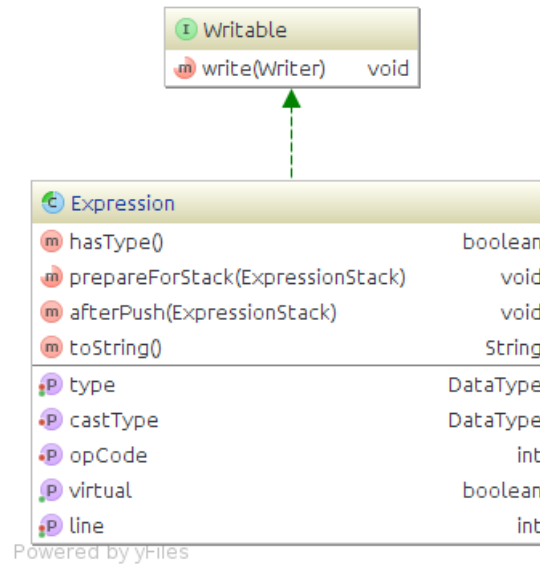 I Writable
m write(Writer) void
C Expression
m hasType() boolean
m prepareForStack(ExpressionStack) void
m afterPush(ExpressionStack) void
m toString() String
P type DataType
P castType DataType
P opCode int
P virtual boolean
P line int
Powered by yFiles